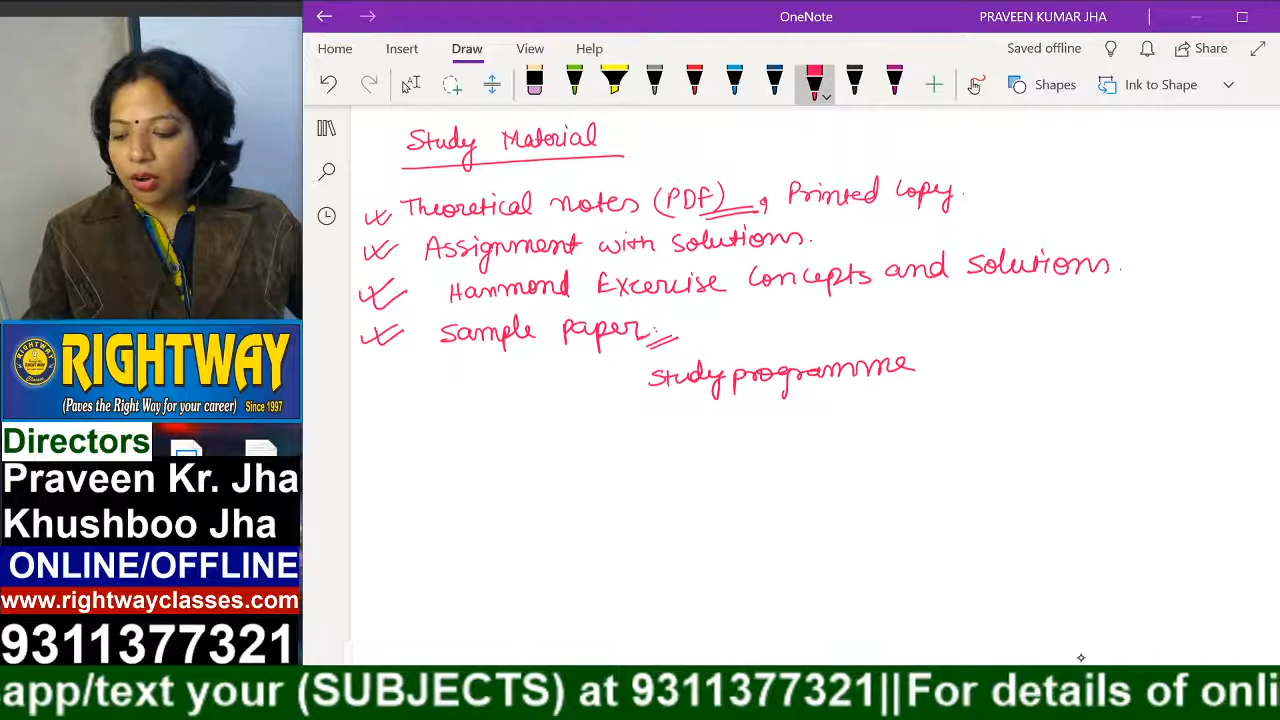 OneNote
PRAVEEN KUMAR JHA
Home Insert Draw View Help
Saved offline
Share
Shapes
Ink to Shape
Study Material
Theoretical notes (PDF), Printed copy.
Assignment with solutions.
Hammond Excercise Concepts and Solutions.
Sample paper.
Study programme
RIGHTWAY
Classes
RIGHTWAY
(Paves the Right Way for your career) Since 1997
Directors
Praveen Kr. Jha
Khushboo Jha
ONLINE/OFFLINE
www.rightwayclasses.com
9311377321
app/text your (SUBJECTS) at 9311377321||For details of onli